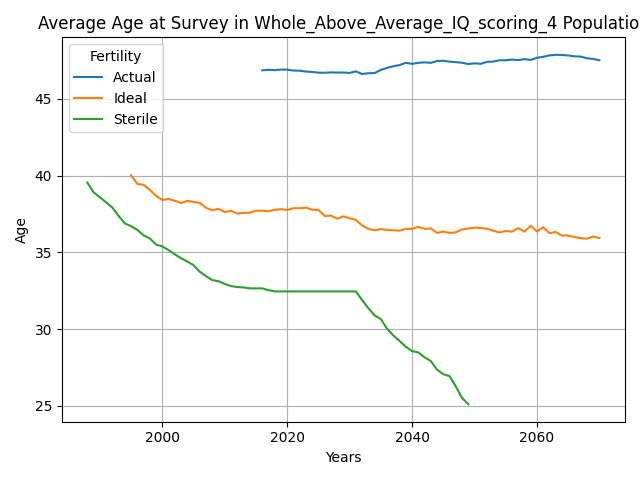 Average Age at Survey in Whole_Above_Average_IQ_scoring_4 Populatio
Fertility
Actual
Ideal
Sterile
45
40
35
30
25
Age
2000 2020 2040 2060
Years